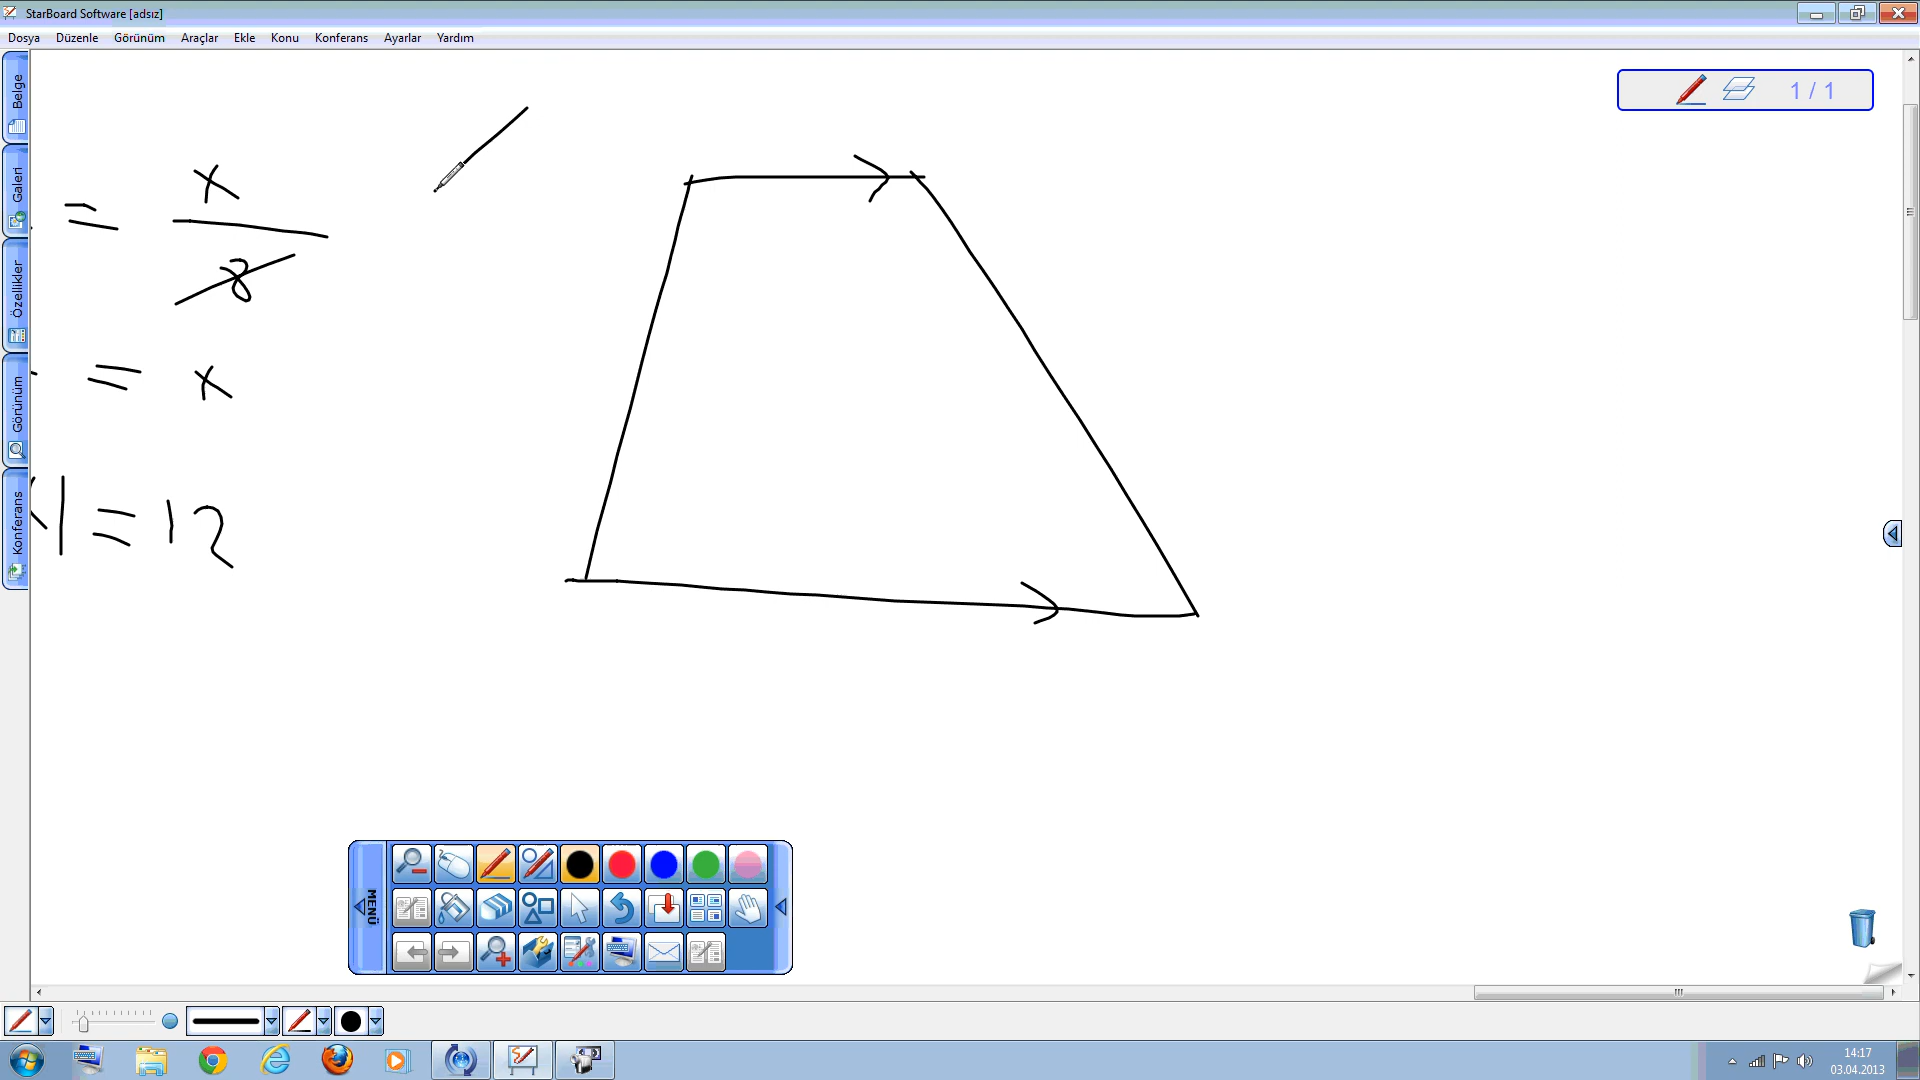 StarBoard Software [adsız]
Dosya Düzenle Görünüm Araçlar Ekle Konu Konferans Ayarlar Yardım
Belge
Galeri
Özellikler
Görünüm
Konferans
1 / 1
= x
8
= x
= 12
MENÜ
14:17
03.04.2013